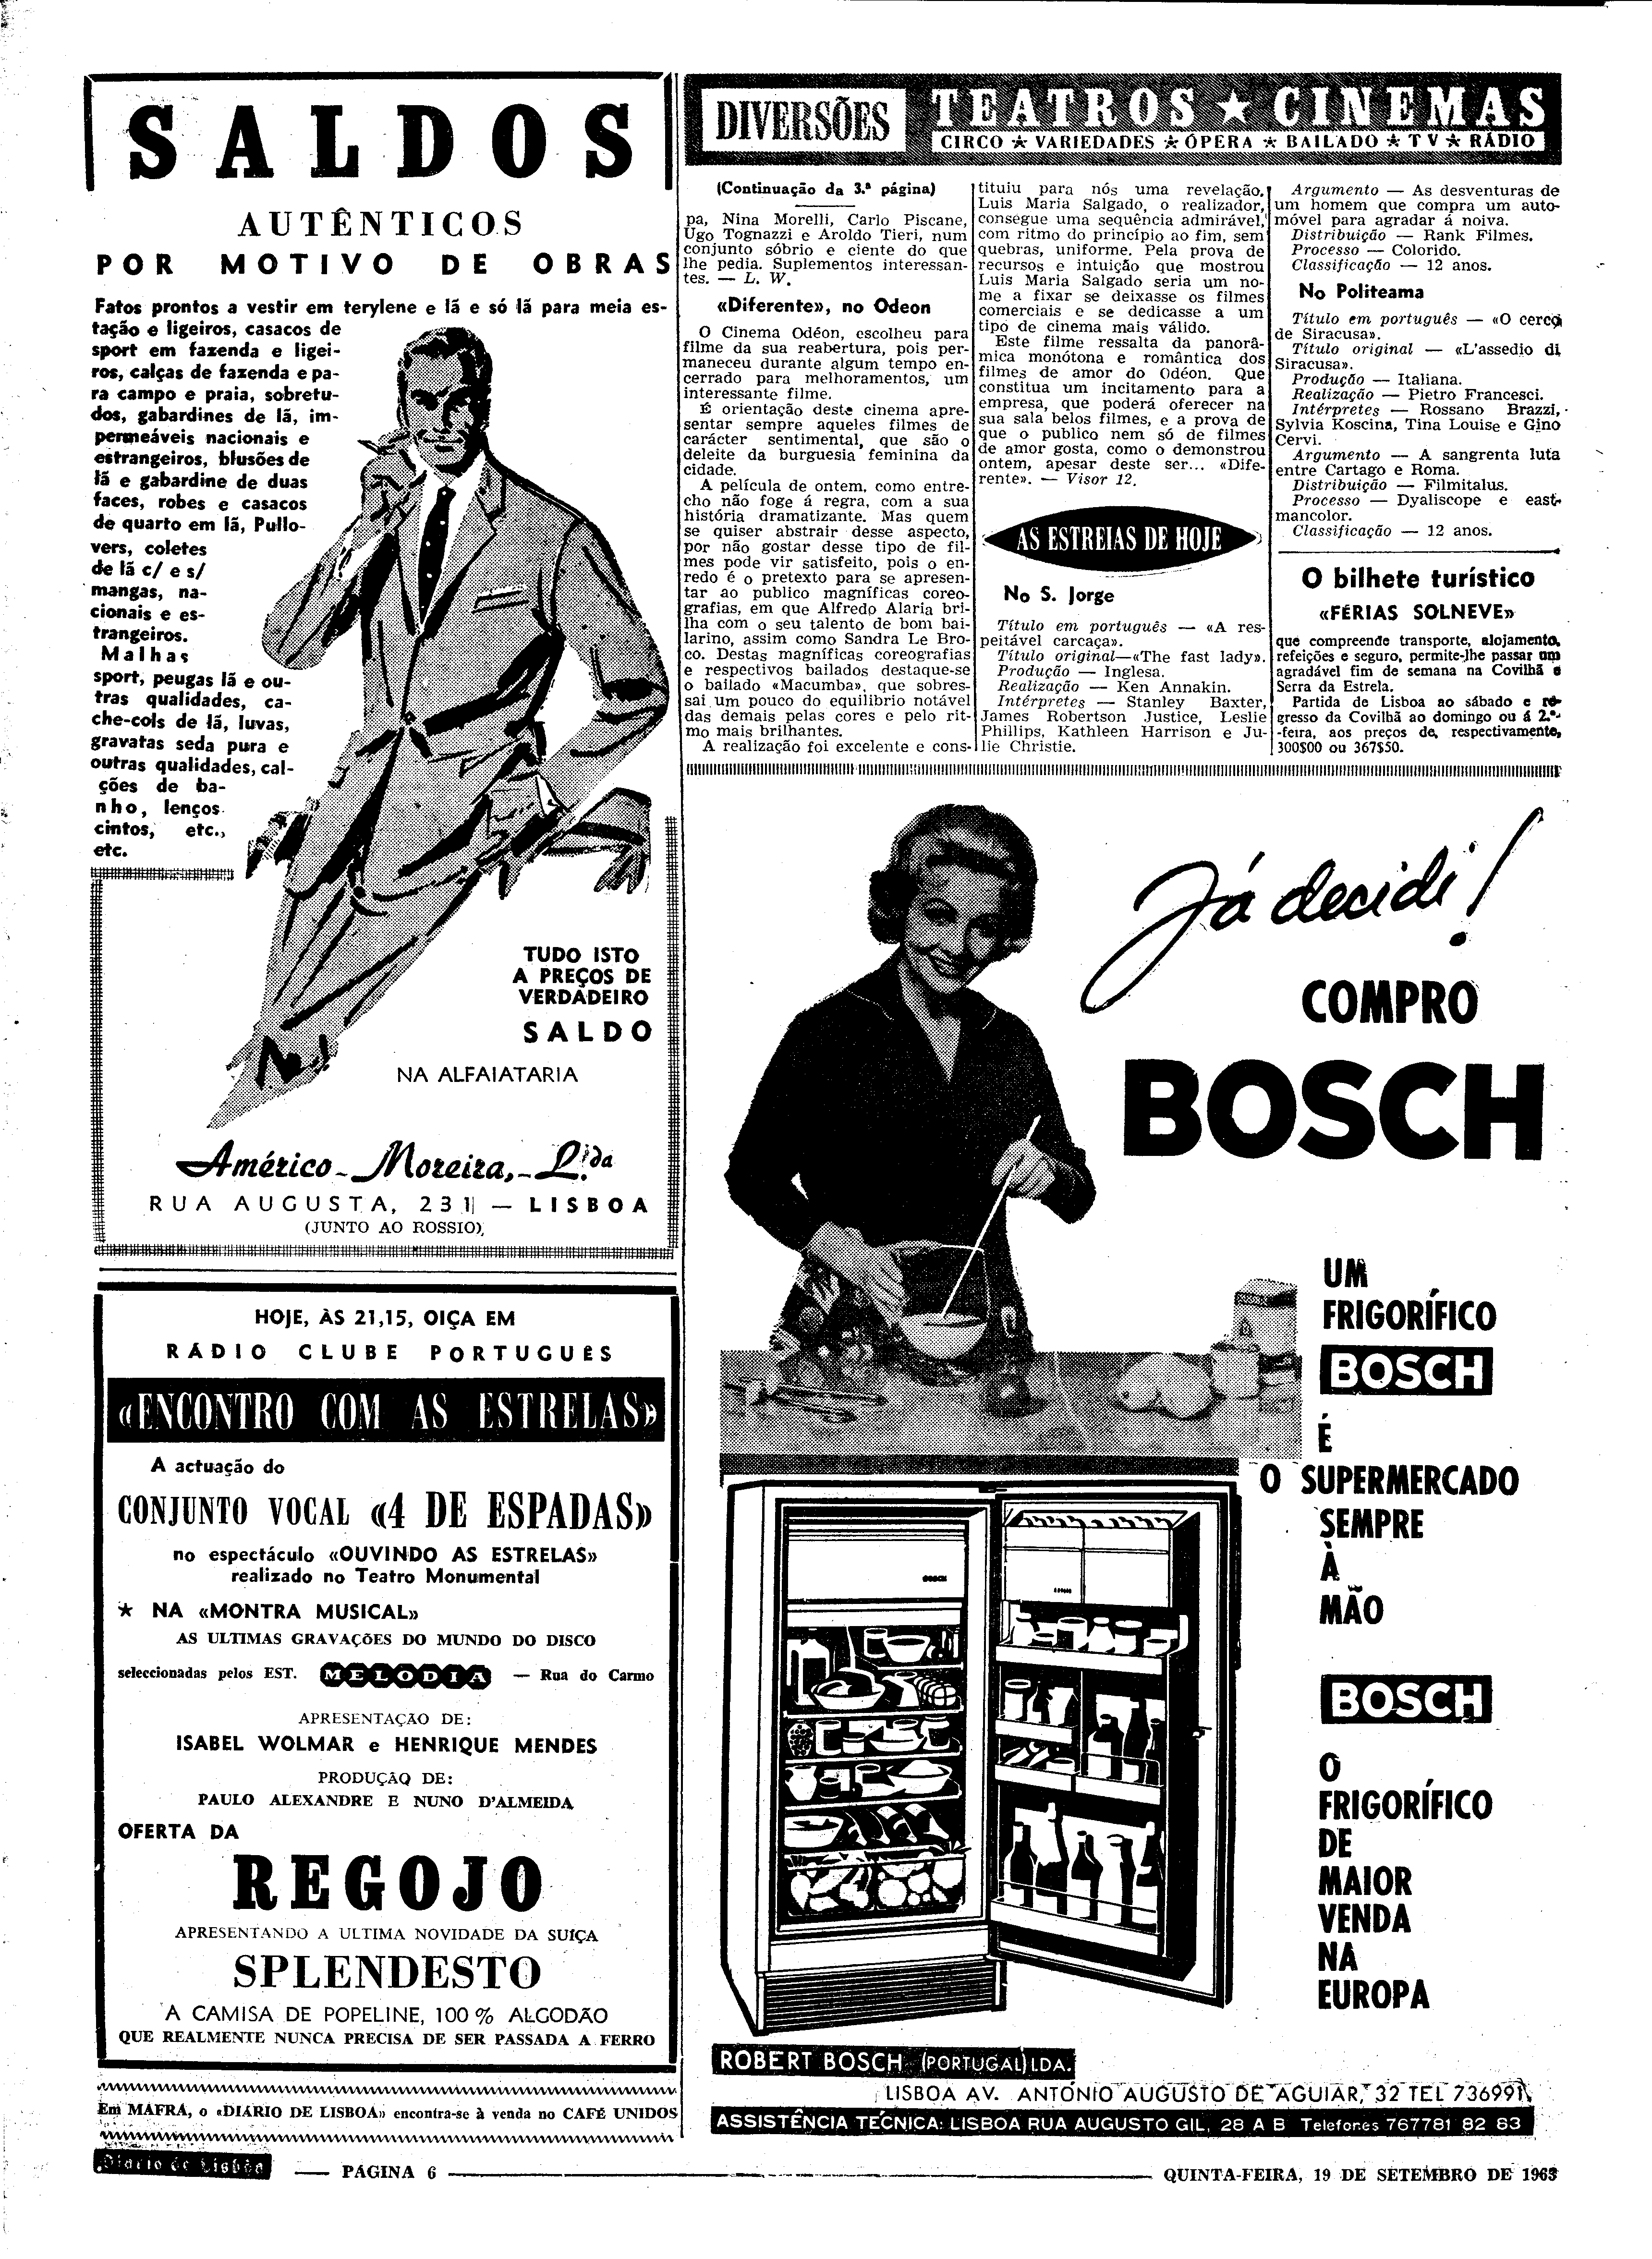 SALDOS
AUTÊNTICOS
POR MOTIVO DE OBRAS
Fatos prontos a vestir em terylene e lã e só lã para meia es-
tação e ligeiros, casacos de
sport em fazenda e ligei-
ros, calças de fazenda e pa-
ra campo e praia, sobretu-
dos, gabardines de lã, im-
permeáveis nacionais e
estrangeiros, blusões de
lã e gabardine de duas
faces, robes e casacos
de quarto em lã, Pullo-
vers, coletes
de lã c/ e s/
mangas, na-
cionais e es-
trangeiros.
Malhas
sport, peugas lã e ou-
tras qualidades, ca-
che-cols de lã, luvas,
gravatas seda pura e
outras qualidades, cal-
ções de ba-
nho, lenços
cintos, etc.,
etc.
TUDO ISTO
A PREÇOS DE
VERDADEIRO
SALDO
NA ALFAIATARIA
Américo Moreira, L.da
RUA AUGUSTA, 231 — LISBOA
(JUNTO AO ROSSIO)
HOJE, ÀS 21,15, OIÇA EM
RÁDIO CLUBE PORTUGUÊS
«ENCONTRO COM AS ESTRELAS»
A actuação do
CONJUNTO VOCAL «4 DE ESPADAS»
no espectáculo «OUVINDO AS ESTRELAS»
realizado no Teatro Monumental
★ NA «MONTRA MUSICAL»
AS ULTIMAS GRAVAÇÕES DO MUNDO DO DISCO
seleccionadas pelos EST. MELODIA — Rua do Carmo
APRESENTAÇÃO DE:
ISABEL WOLMAR e HENRIQUE MENDES
PRODUÇÃO DE:
PAULO ALEXANDRE E NUNO D'ALMEIDA
OFERTA DA
REGOJO
APRESENTANDO A ULTIMA NOVIDADE DA SUÍÇA
SPLENDESTO
A CAMISA DE POPELINE, 100 % ALGODÃO
QUE REALMENTE NUNCA PRECISA DE SER PASSADA A FERRO
Em MAFRA, o «DIÁRIO DE LISBOA» encontra-se à venda no CAFÉ UNIDOS
DIVERSÕES
TEATROS ★ CINEMAS
CIRCO ★ VARIEDADES ★ ÓPERA ★ BAILADO ★ TV ★ RÁDIO
(Continuação da 3.ª página)
pa, Nina Morelli, Carlo Piscane,
Ugo Tognazzi e Aroldo Tieri, num
conjunto sóbrio e ciente do que
lhe pedia. Suplementos interessan-
tes. — L. W.
«Diferente», no Odeon
O Cinema Odéon, escolheu para
filme da sua reabertura, pois per-
maneceu durante algum tempo en-
cerrado para melhoramentos, um
interessante filme.
É orientação deste cinema apre-
sentar sempre aqueles filmes de
carácter sentimental, que são o
deleite da burguesia feminina da
cidade.
A película de ontem, como entre-
cho não foge á regra, com a sua
história dramatizante. Mas quem
se quiser abstrair desse aspecto,
por não gostar desse tipo de fil-
mes pode vir satisfeito, pois o en-
redo é o pretexto para se apresen-
tar ao publico magníficas coreo-
grafias, em que Alfredo Alaria bri-
lha com o seu talento de bom bai-
larino, assim como Sandra Le Bro-
co. Destas magníficas coreografias
e respectivos bailados destaque-se
o bailado «Macumba», que sobres-
sai um pouco do equilibrio notável
das demais pelas cores e pelo rit-
mo mais brilhantes.
A realização foi excelente e cons-
tituiu para nós uma revelação.
Luis Maria Salgado, o realizador,
consegue uma sequência admirável,
com ritmo do princípio ao fim, sem
quebras, uniforme. Pela prova de
recursos e intuição que mostrou
Luis Maria Salgado seria um no-
me a fixar se deixasse os filmes
comerciais e se dedicasse a um
tipo de cinema mais válido.
Este filme ressalta da panorâ-
mica monótona e romântica dos
filmes de amor do Odéon. Que
constitua um incitamento para a
empresa, que poderá oferecer na
sua sala belos filmes, e a prova de
que o publico nem só de filmes
de amor gosta, como o demonstrou
ontem, apesar deste ser... «Dife-
rente». — Visor 12.
AS ESTREIAS DE HOJE
No S. Jorge
Título em português — «A res-
peitável carcaça».
Título original—«The fast lady».
Produção — Inglesa.
Realização — Ken Annakin.
Intérpretes — Stanley Baxter,
James Robertson Justice, Leslie
Phillips, Kathleen Harrison e Ju-
lie Christie.
Argumento — As desventuras de
um homem que compra um auto-
móvel para agradar á noiva.
Distribuição — Rank Filmes.
Processo — Colorido.
Classificação — 12 anos.
No Politeama
Título em português — «O cerco
de Siracusa».
Título original — «L'assedio di
Siracusa».
Produção — Italiana.
Realização — Pietro Francesci.
Intérpretes — Rossano Brazzi,
Sylvia Koscina, Tina Louise e Gino
Cervi.
Argumento — A sangrenta luta
entre Cartago e Roma.
Distribuição — Filmitalus.
Processo — Dyaliscope e east-
mancolor.
Classificação — 12 anos.
O bilhete turístico
«FÉRIAS SOLNEVE»
que compreende transporte, alojamento,
refeições e seguro, permite-lhe passar um
agradável fim de semana na Covilhã e
Serra da Estrela.
Partida de Lisboa ao sábado e re-
gresso da Covilhã ao domingo ou á 2.ª-
-feira, aos preços de, respectivamente,
300$00 ou 367$50.
Já decidi!
COMPRO
BOSCH
UM
FRIGORÍFICO
BOSCH
É
O SUPERMERCADO
SEMPRE
À
MÃO
BOSCH
O
FRIGORÍFICO
DE
MAIOR
VENDA
NA
EUROPA
BOSCH
ROBERT BOSCH (PORTUGAL) LDA.
LISBOA AV. ANTÓNIO AUGUSTO DE AGUIAR, 32 TEL 736991
ASSISTÊNCIA TECNICA: LISBOA RUA AUGUSTO GIL, 28 A B Telefones 767781 82 83
Diário de Lisboa — PÁGINA 6 — QUINTA-FEIRA, 19 DE SETEMBRO DE 1963